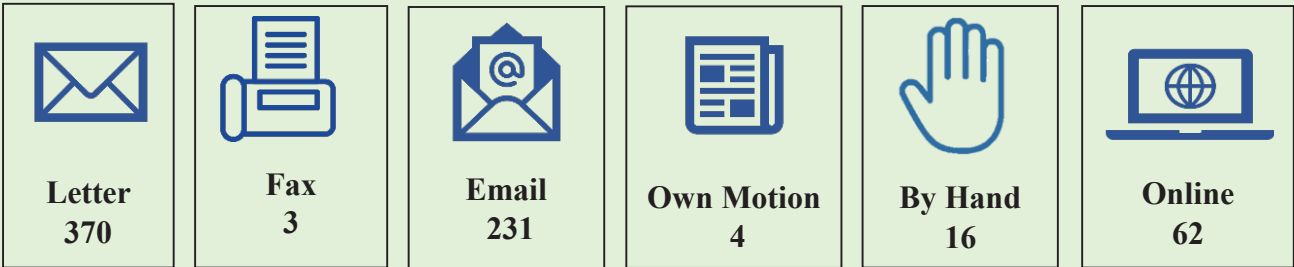 Letter
370
Fax
3
Email
231
Own Motion
4
By Hand
16
Online
62